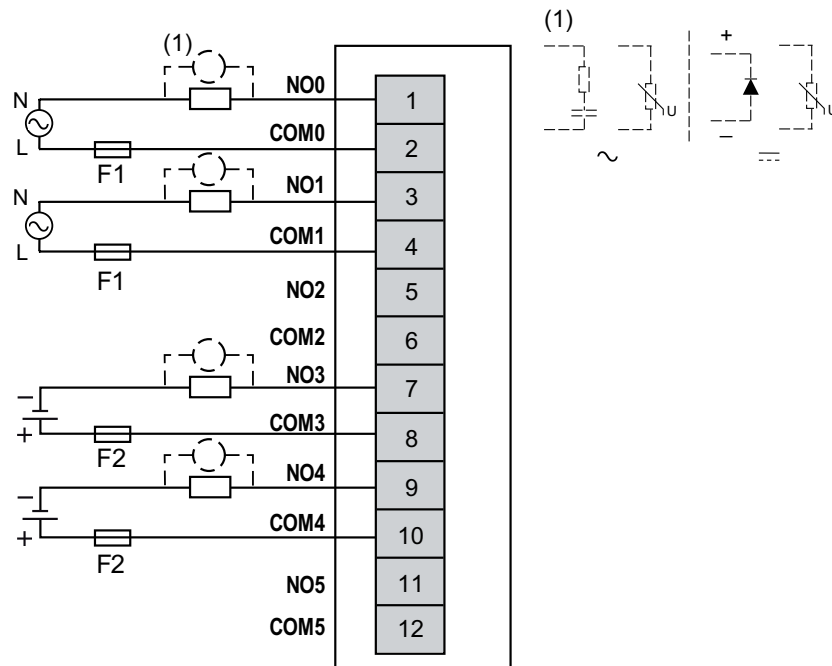 (1)
N
NO0
1
L
F1
COM0
2
N
NO1
3
L
F1
COM1
4
NO2
5
COM2
6
−
NO3
7
+
F2
COM3
8
−
NO4
9
+
F2
COM4
10
NO5
11
COM5
12
(1)
U
+
−
U